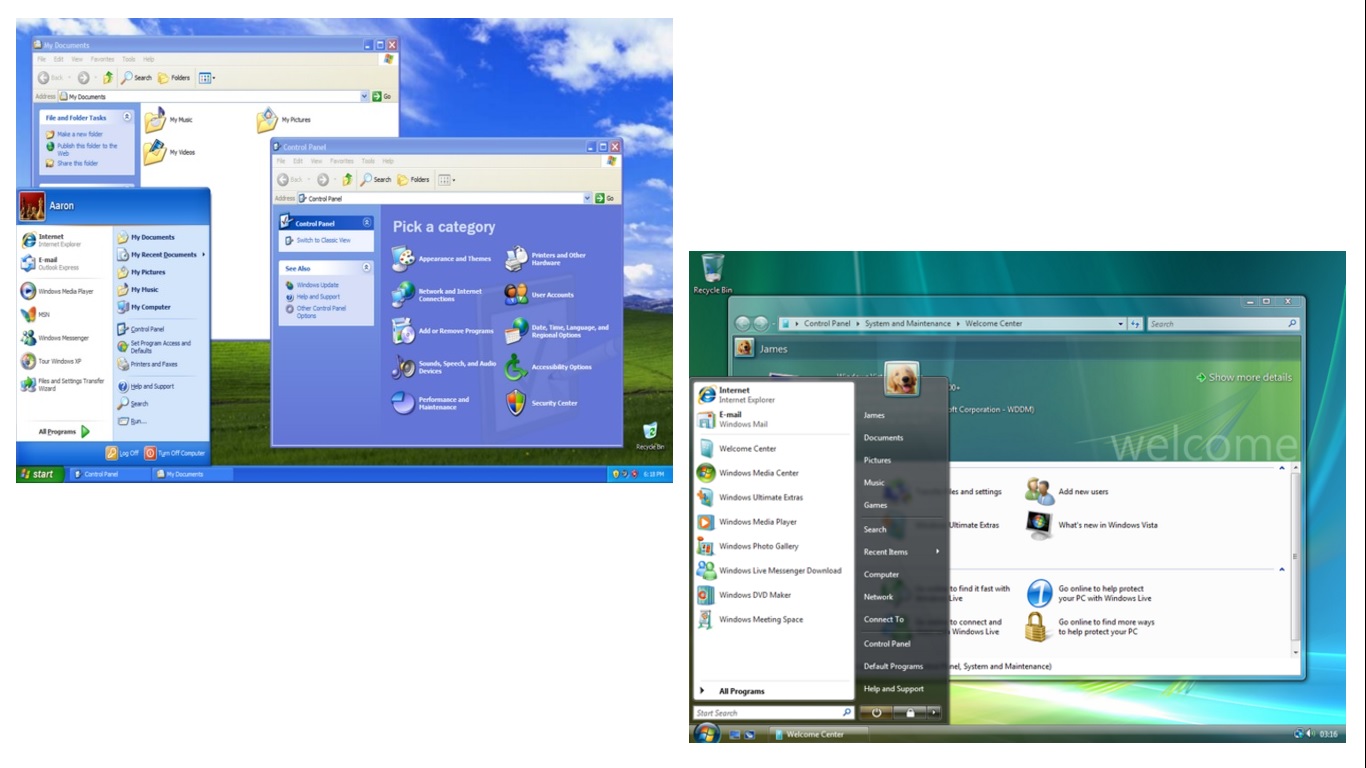 My Documents
File Edit View Favorites Tools Help
Back Search Folders
Address My Documents Go
File and Folder Tasks
Make a new folder
Publish this folder to the
Web
Share this folder
My Music
My Pictures
My Videos
Control Panel
File Edit View Favorites Tools Help
Back Search Folders
Address Control Panel Go
Control Panel
Switch to Classic View
See Also
Windows Update
Help and Support
Other Control Panel
Options
Pick a category
Appearance and Themes
Printers and Other
Hardware
Network and Internet
Connections
User Accounts
Add or Remove Programs
Date, Time, Language, and
Regional Options
Sounds, Speech, and Audio
Devices
Accessibility Options
Performance and
Maintenance
Security Center
Aaron
Internet
Internet Explorer
E-mail
Outlook Express
Windows Media Player
MSN
Windows Messenger
Tour Windows XP
Files and Settings Transfer
Wizard
All Programs
My Documents
My Recent Documents
My Pictures
My Music
My Computer
Control Panel
Set Program Access and
Defaults
Printers and Faxes
Help and Support
Search
Run...
Log Off Turn Off Computer
Recycle Bin
start Control Panel My Documents 6:18 PM
Recycle Bin
Control Panel System and Maintenance Welcome Center Search
James
Show more details
oft Corporation - WDDM)
welcome
les and settings
Add new users
Ultimate Extras
What's new in Windows Vista
to find it fast with
Live
Go online to help protect
your PC with Windows Live
to connect and
Windows Live
Go online to find more ways
to help protect your PC
nel, System and Maintenance)
Internet
Internet Explorer
E-mail
Windows Mail
Welcome Center
Windows Media Center
Windows Ultimate Extras
Windows Media Player
Windows Photo Gallery
Windows Live Messenger Download
Windows DVD Maker
Windows Meeting Space
All Programs
Start Search
James
Documents
Pictures
Music
Games
Search
Recent Items
Computer
Network
Connect To
Control Panel
Default Programs
Help and Support
Welcome Center 03:16